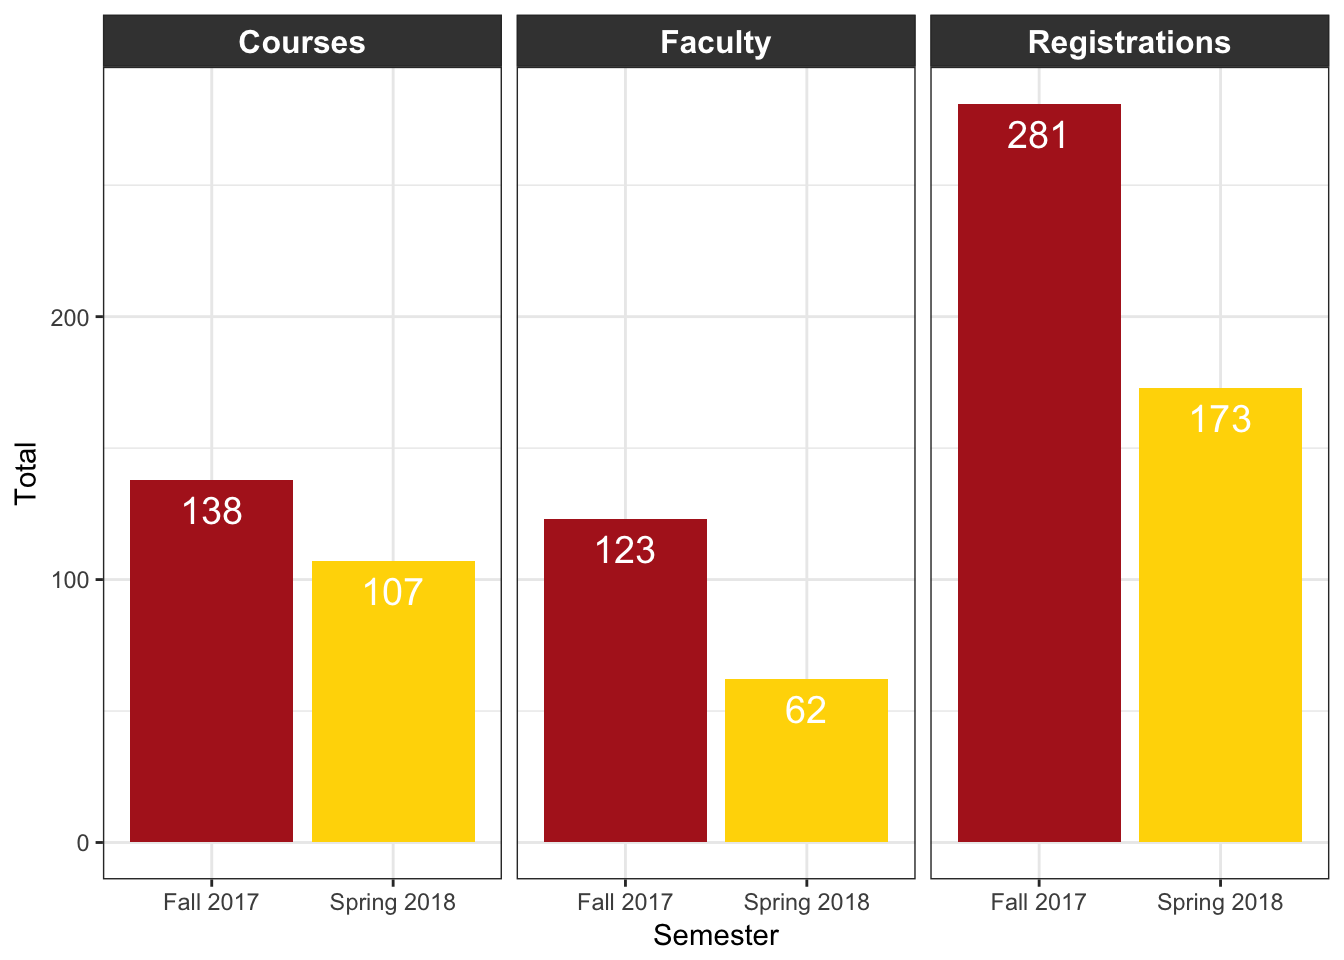 Courses
Faculty
Registrations
Total
200
100
0
138
107
123
62
281
173
Fall 2017
Spring 2018
Fall 2017
Spring 2018
Fall 2017
Spring 2018
Semester